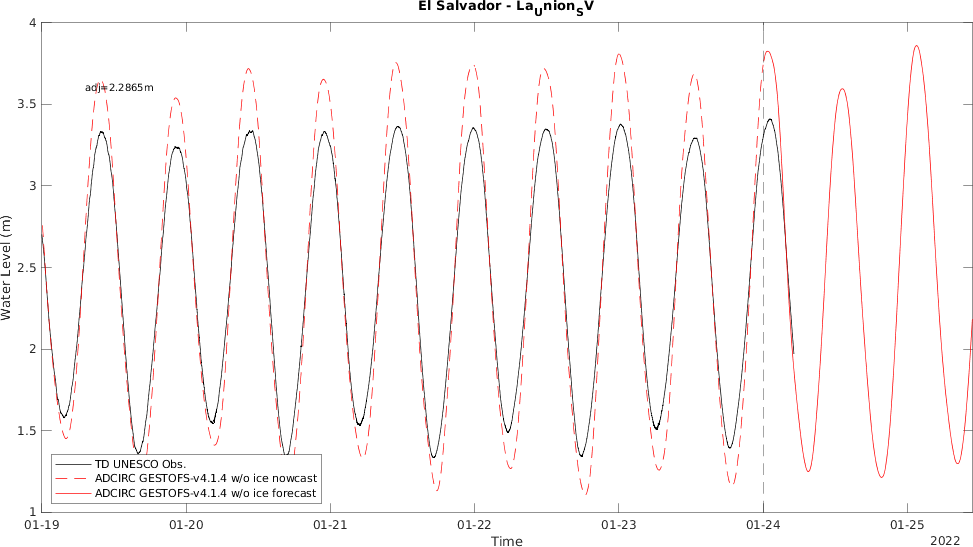 El Salvador - LaUnionSV
4
3.5
3
2.5
2
1.5
1
Water Level (m)
adj=2.2865m
TD UNESCO Obs.
ADCIRC GESTOFS-v4.1.4 w/o ice nowcast
ADCIRC GESTOFS-v4.1.4 w/o ice forecast
01-19 01-20 01-21 01-22 01-23 01-24 01-25
Time
2022